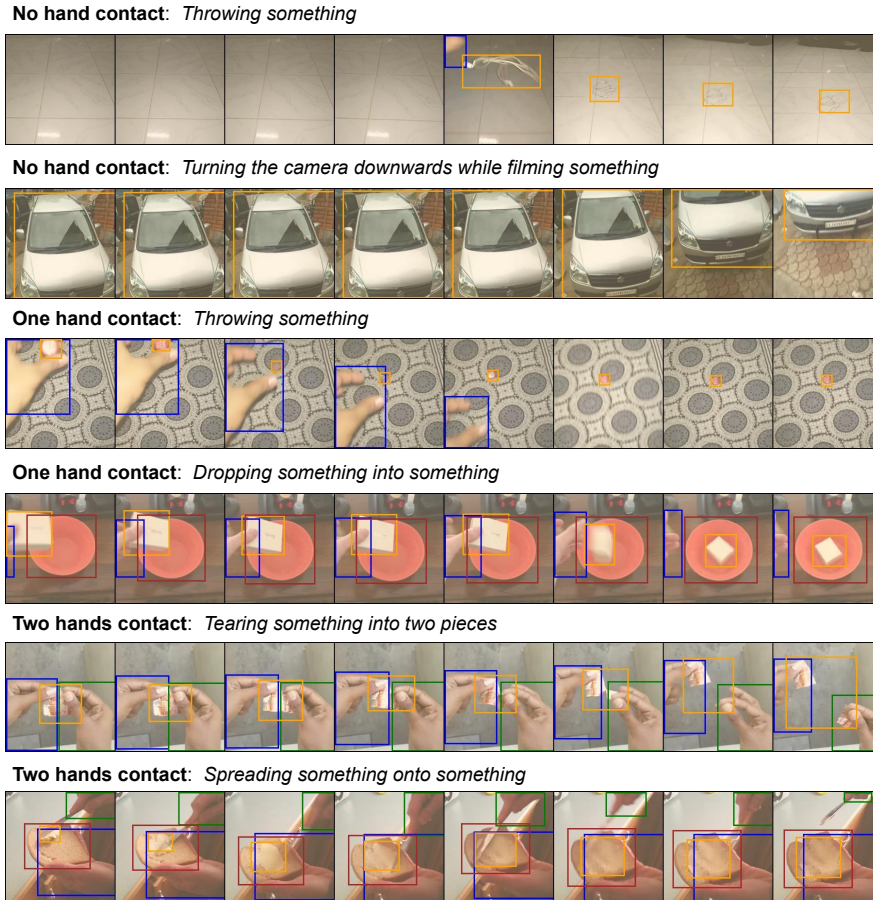 No hand contact: Throwing something
No hand contact: Turning the camera downwards while filming something
One hand contact: Throwing something
One hand contact: Dropping something into something
Two hands contact: Tearing something into two pieces
Two hands contact: Spreading something onto something